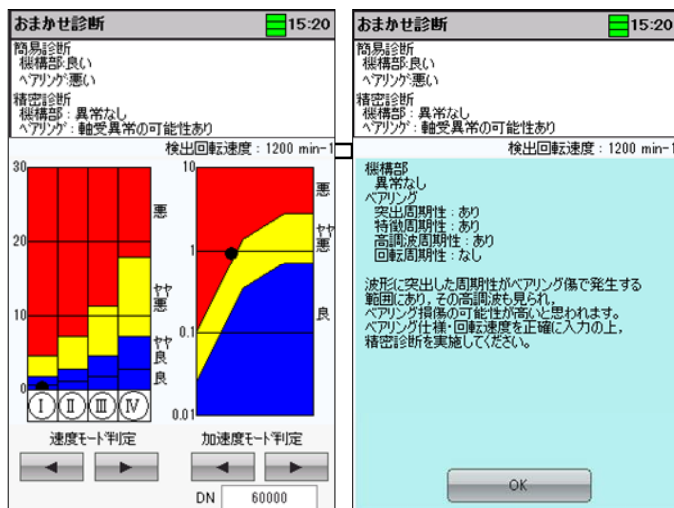 おまかせ診断 15:20
簡易診断
機構部:良い
ベアリング:悪い
精密診断
機構部:異常なし
ベアリング:軸受異常の可能性あり
検出回転速度:1200 min-1
30
20
10
0
悪
ヤヤ悪
ヤヤ良
良
Ⅰ Ⅱ Ⅲ Ⅳ
速度モード判定
◀ ▶
10
1
0.1
0.01
悪
ヤヤ悪
良
加速度モード判定
◀ ▶
DN 60000
おまかせ診断 15:20
簡易診断
機構部:良い
ベアリング:悪い
精密診断
機構部:異常なし
ベアリング:軸受異常の可能性あり
検出回転速度:1200 min-1
機構部
異常なし
ベアリング
突出周期性:あり
特徴周期性:あり
高調波周期性:あり
回転周期性:なし
波形に突出した周期性がベアリング傷で発生する
範囲にあり,その高調波も見られ,
ベアリング損傷の可能性が高いと思われます。
ベアリング仕様・回転速度を正確に入力の上,
精密診断を実施してください。
OK